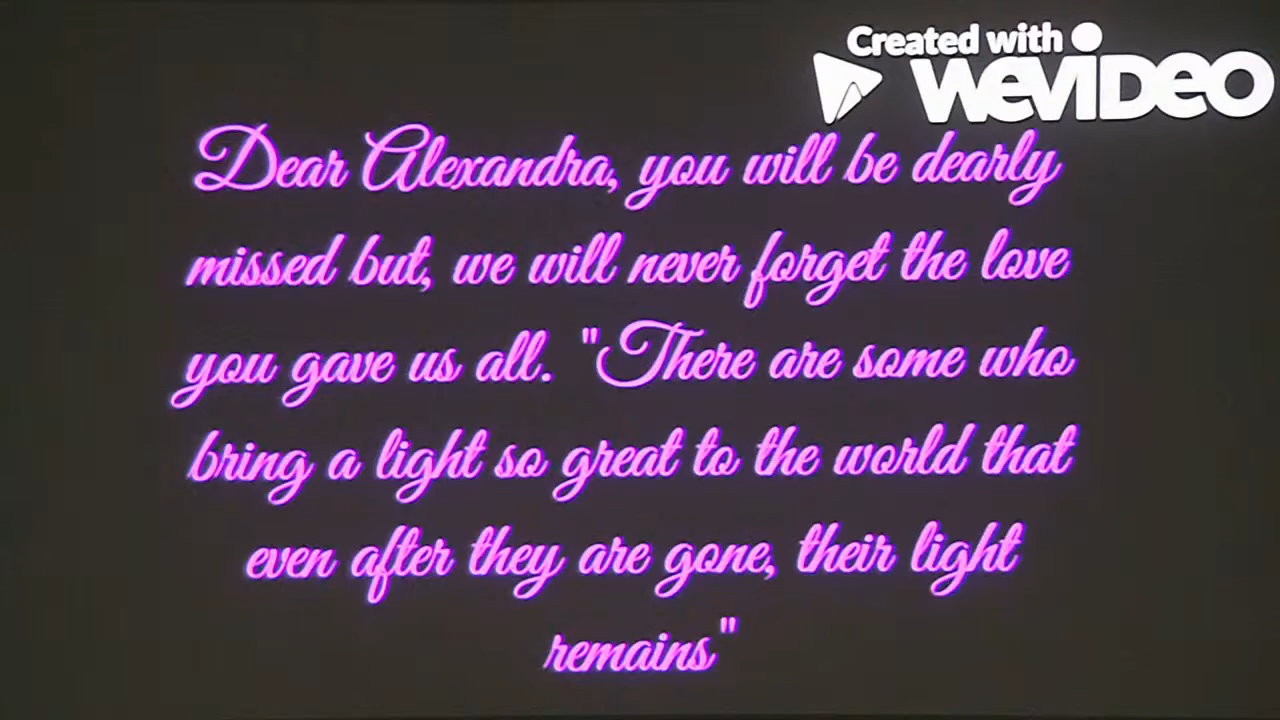 Created with
WEVIDEO
Dear Alexandra, you will be dearly
missed but, we will never forget the love
you gave us all. "There are some who
bring a light so great to the world that
even after they are gone, their light
remains"